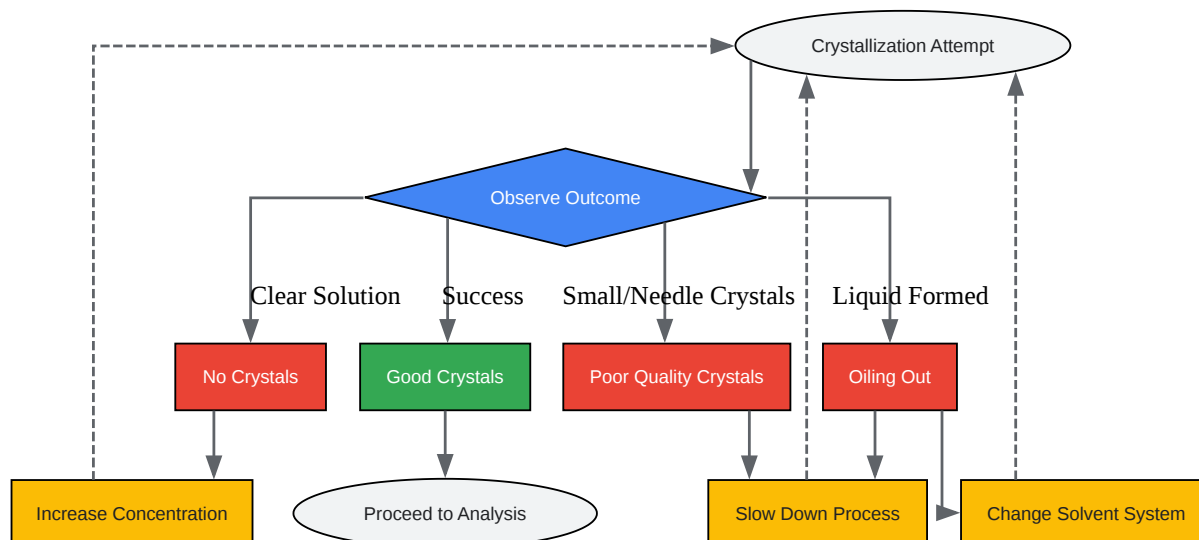 Crystallization Attempt
Observe Outcome
Clear Solution
Success
Small/Needle Crystals
Liquid Formed
No Crystals
Good Crystals
Poor Quality Crystals
Oiling Out
Increase Concentration
Proceed to Analysis
Slow Down Process
Change Solvent System